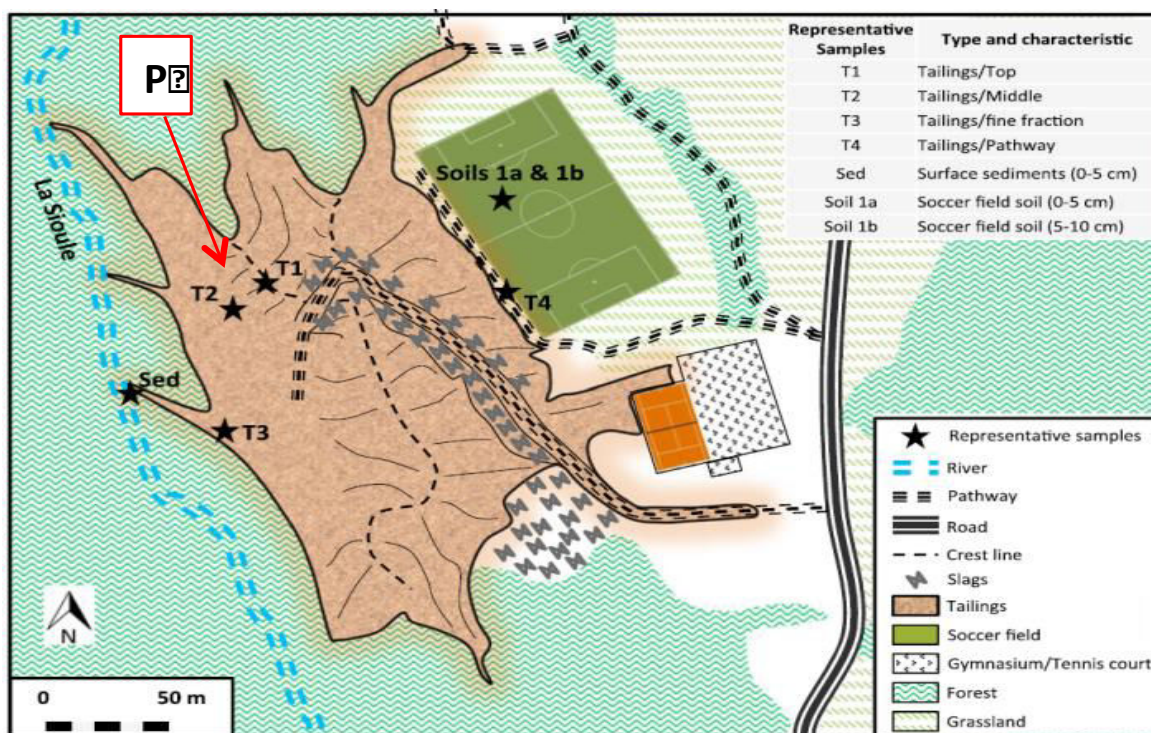 Representative Samples Type and characteristic
T1 Tailings/Top
T2 Tailings/Middle
T3 Tailings/fine fraction
T4 Tailings/Pathway
Sed Surface sediments (0-5 cm)
Soil 1a Soccer field soil (0-5 cm)
Soil 1b Soccer field soil (5-10 cm)
P
La Sioule
Soils 1a & 1b
T1
T2
T4
Sed
T3
N
0 50 m
Representative samples
River
Pathway
Road
Crest line
Slags
Tailings
Soccer field
Gymnasium/Tennis court
Forest
Grassland